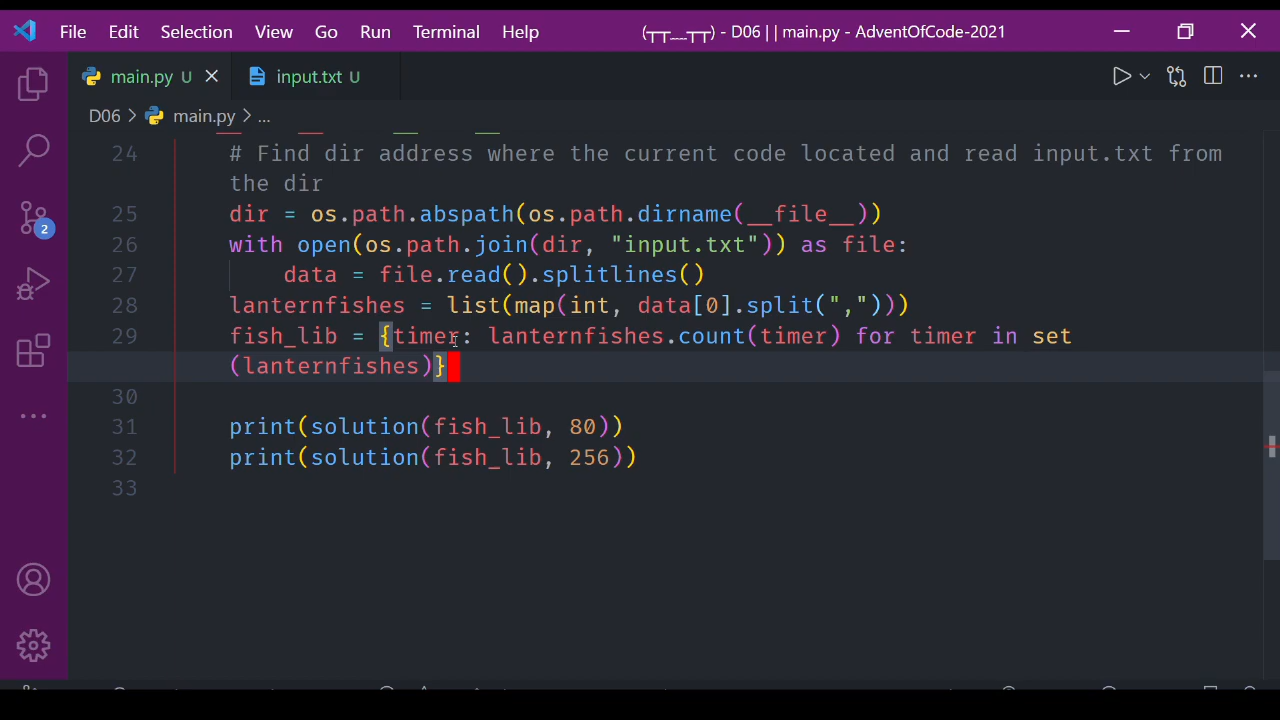 File Edit Selection View Go Run Terminal Help (┬┬﹏┬┬) - D06 | | main.py - AdventOfCode-2021
main.py U input.txt U
D06 > main.py > ...
24 # Find dir address where the current code located and read input.txt from
the dir
25 dir = os.path.abspath(os.path.dirname(__file__))
26 with open(os.path.join(dir, "input.txt")) as file:
27 data = file.read().splitlines()
28 lanternfishes = list(map(int, data[0].split(",")))
29 fish_lib = {timer: lanternfishes.count(timer) for timer in set
(lanternfishes)}
30
31 print(solution(fish_lib, 80))
32 print(solution(fish_lib, 256))
33
2